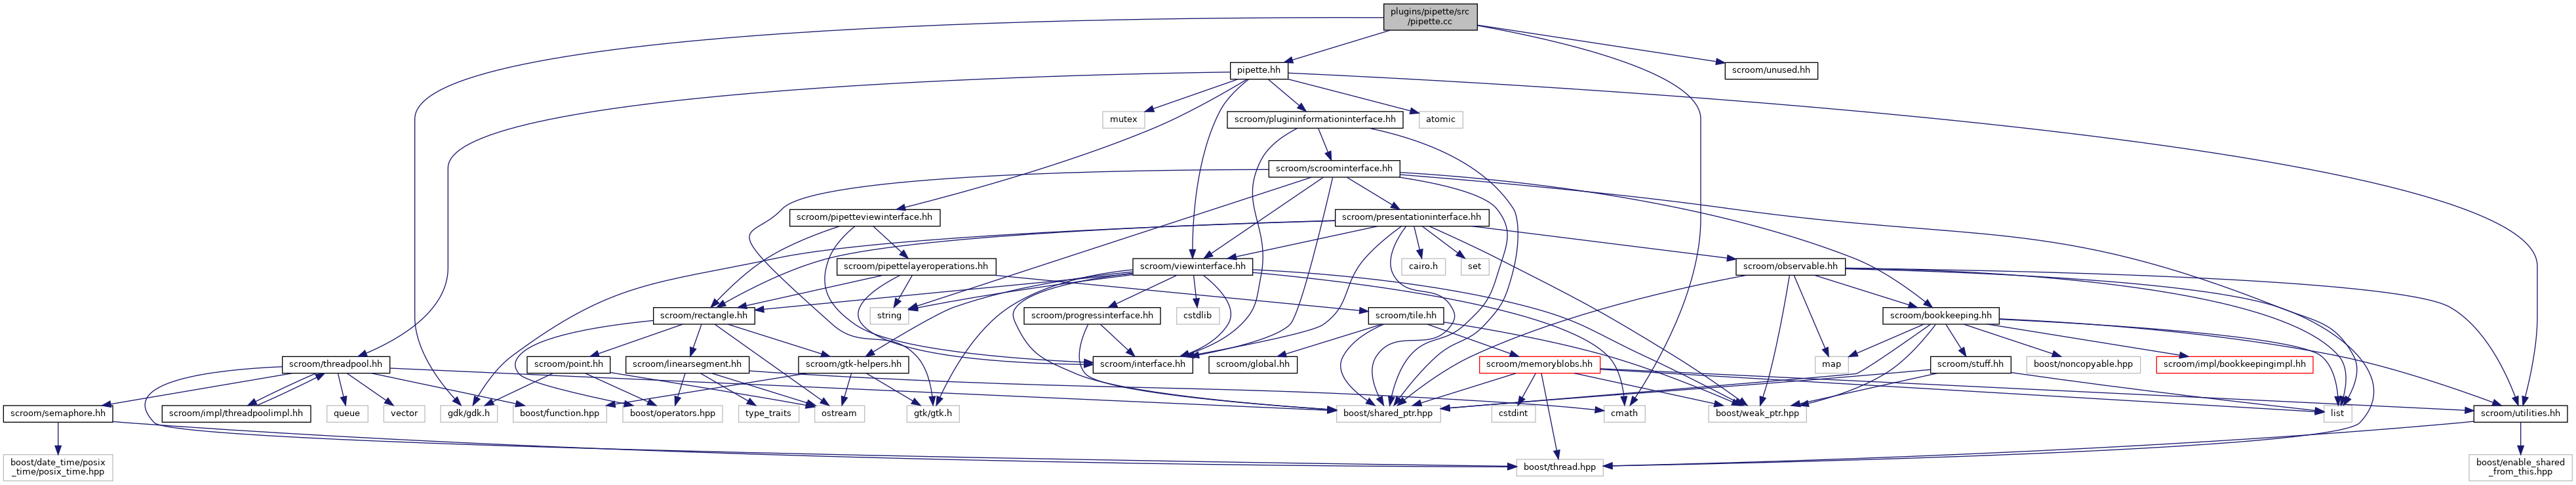 plugins/pipette/src
/pipette.cc
pipette.hh
scroom/unused.hh
mutex
scroom/plugininformationinterface.hh
atomic
scroom/scroominterface.hh
scroom/pipetteviewinterface.hh
scroom/presentationinterface.hh
scroom/pipettelayeroperations.hh
scroom/viewinterface.hh
cairo.h
set
scroom/observable.hh
scroom/rectangle.hh
string
scroom/progressinterface.hh
cstdlib
scroom/tile.hh
scroom/bookkeeping.hh
scroom/threadpool.hh
scroom/point.hh
scroom/linearsegment.hh
scroom/gtk-helpers.hh
scroom/interface.hh
scroom/global.hh
scroom/memoryblobs.hh
map
scroom/stuff.hh
boost/noncopyable.hpp
scroom/impl/bookkeepingimpl.hh
scroom/semaphore.hh
scroom/impl/threadpoolimpl.hh
queue
vector
gdk/gdk.h
boost/function.hpp
boost/operators.hpp
type_traits
ostream
gtk/gtk.h
boost/shared_ptr.hpp
cstdint
cmath
boost/weak_ptr.hpp
list
scroom/utilities.hh
boost/date_time/posix
_time/posix_time.hpp
boost/thread.hpp
boost/enable_shared
_from_this.hpp